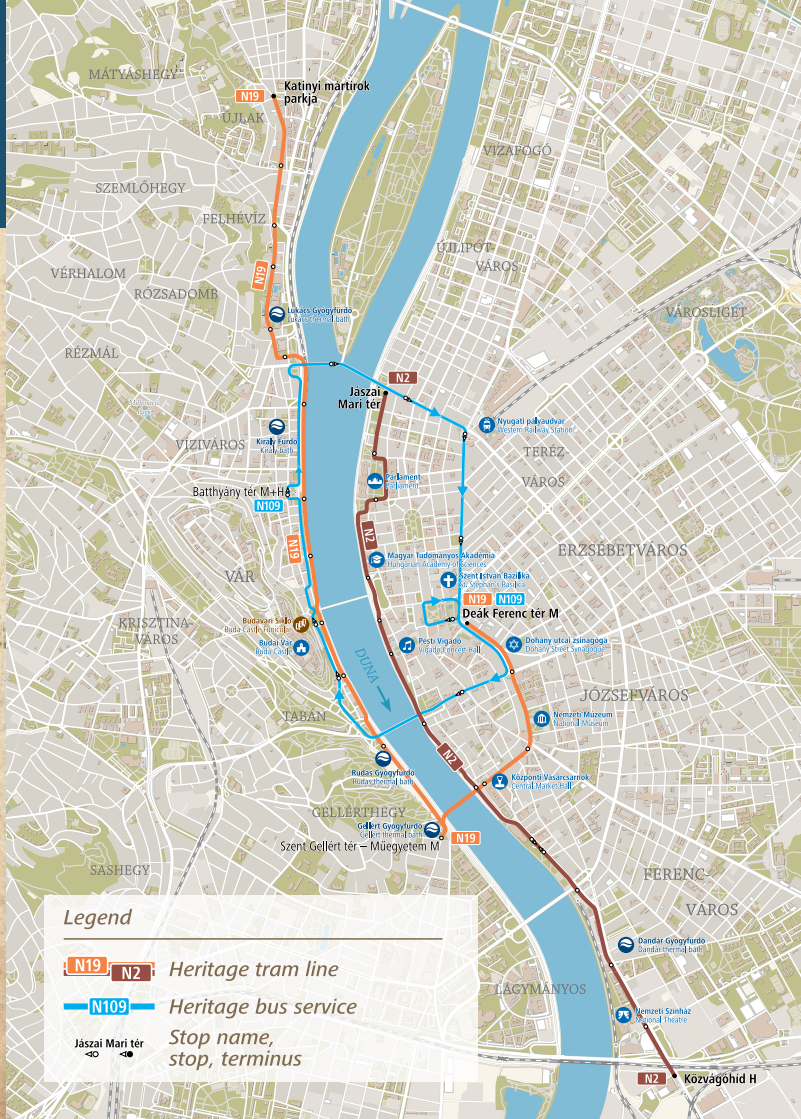 MÁTYÁSHEGY
N19
Katinyi mártírok
parkja
ÚJLAK
VIZAFOGÓ
SZEMLŐHEGY
FELHÉVÍZ
ÚJLIPÓT-
VÁROS
N19
VÉRHALOM
RÓZSADOMB
VÁROSLIGET
Lukács Gyógyfürdő
Lukács thermal bath
RÉZMÁL
N2
Jászai
Mari tér
Nyugati pályaudvar
Western Railway Station
Király Fürdő
Király bath
VÍZIVÁROS
TERÉZ-
VÁROS
Parlament
Parliament
Batthyány tér M+H
N109
N2
N19
ERZSÉBETVÁROS
Magyar Tudományos Akadémia
Hungarian Academy of Sciences
VÁR
Szent István Bazilika
St. Stephan's Basilica
N19
N109
Deák Ferenc tér M
KRISZTINA-
VÁROS
Budavári Sikló
Buda Castle Funicular
Budai Vár
Buda Castle
Pesti Vigadó
Vigadó Concert Hall
Dohány utcai zsinagóga
Dohány Street Synagogue
DUNA
JÓZSEFVÁROS
TABÁN
Nemzeti Múzeum
National Museum
N2
Rudas Gyógyfürdő
Rudas thermal bath
Központi Vásárcsarnok
Central Market Hall
GELLÉRTHEGY
Gellért Gyógyfürdő
Gellért thermal bath
N19
Szent Gellért tér – Műegyetem M
SASHEGY
FERENC-
VÁROS
Dandár Gyógyfürdő
Dandár thermal bath
LÁGYMÁNYOS
Nemzeti Színház
National Theatre
N2
Közvágóhíd H
Legend
N19 N2 Heritage tram line
N109 Heritage bus service
Jászai Mari tér
Stop name,
stop, terminus